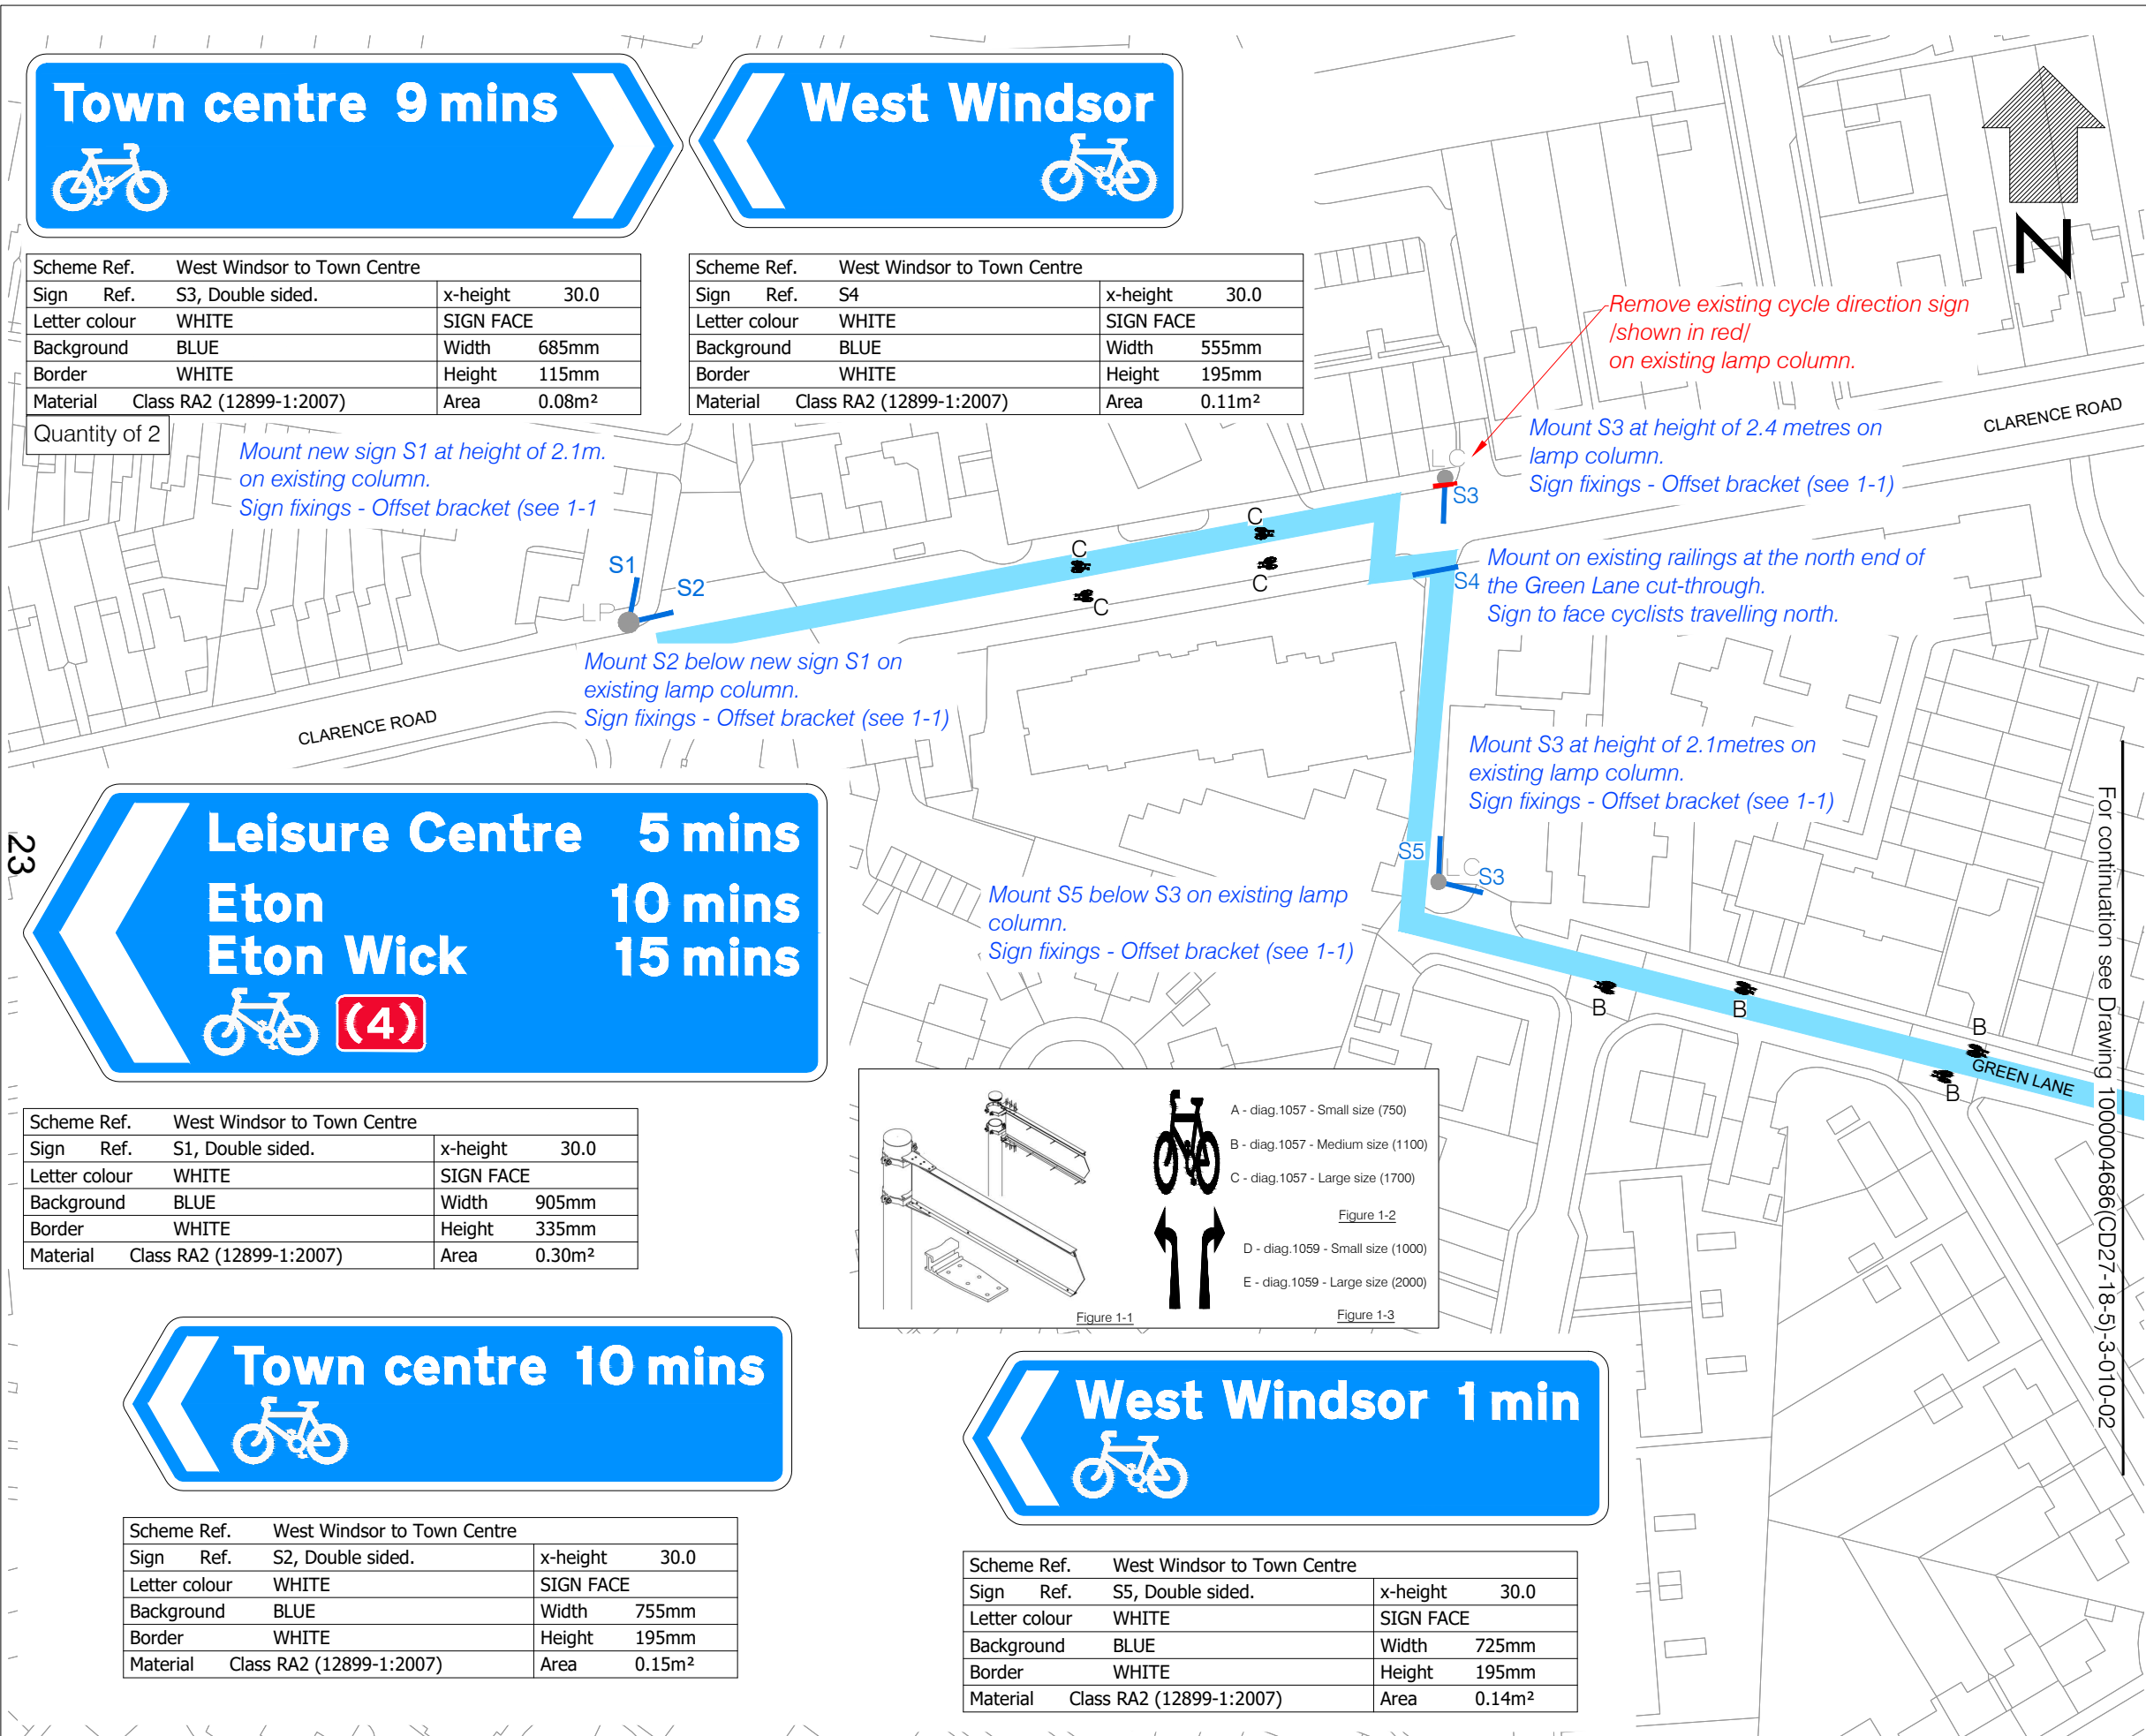 Town centre 9 mins
West Windsor
Scheme Ref. West Windsor to Town Centre
Sign Ref. S3, Double sided. x-height 30.0
Letter colour WHITE SIGN FACE
Background BLUE Width 685mm
Border WHITE Height 115mm
Material Class RA2 (12899-1:2007) Area 0.08m²
Quantity of 2
Scheme Ref. West Windsor to Town Centre
Sign Ref. S4 x-height 30.0
Letter colour WHITE SIGN FACE
Background BLUE Width 555mm
Border WHITE Height 195mm
Material Class RA2 (12899-1:2007) Area 0.11m²
N
Remove existing cycle direction sign
/shown in red/
on existing lamp column.
CLARENCE ROAD
Mount new sign S1 at height of 2.1m.
on existing column.
Sign fixings - Offset bracket (see 1-1
Mount S3 at height of 2.4 metres on
lamp column.
Sign fixings - Offset bracket (see 1-1)
LC
S3
C
C
C
C
S1
S2
LP
S4
Mount on existing railings at the north end of
the Green Lane cut-through.
Sign to face cyclists travelling north.
Mount S2 below new sign S1 on
existing lamp column.
Sign fixings - Offset bracket (see 1-1)
CLARENCE ROAD
Mount S3 at height of 2.1metres on
existing lamp column.
Sign fixings - Offset bracket (see 1-1)
S5
LC
S3
Mount S5 below S3 on existing lamp
column.
Sign fixings - Offset bracket (see 1-1)
B
B
B
B
GREEN LANE
For continuation see Drawing 1000004686(CD27-18-5)-3-010-02
23
Leisure Centre 5 mins
Eton 10 mins
Eton Wick 15 mins
(4)
Scheme Ref. West Windsor to Town Centre
Sign Ref. S1, Double sided. x-height 30.0
Letter colour WHITE SIGN FACE
Background BLUE Width 905mm
Border WHITE Height 335mm
Material Class RA2 (12899-1:2007) Area 0.30m²
A - diag.1057 - Small size (750)
B - diag.1057 - Medium size (1100)
C - diag.1057 - Large size (1700)
Figure 1-2
D - diag.1059 - Small size (1000)
E - diag.1059 - Large size (2000)
Figure 1-1
Figure 1-3
Town centre 10 mins
Scheme Ref. West Windsor to Town Centre
Sign Ref. S2, Double sided. x-height 30.0
Letter colour WHITE SIGN FACE
Background BLUE Width 755mm
Border WHITE Height 195mm
Material Class RA2 (12899-1:2007) Area 0.15m²
West Windsor 1 min
Scheme Ref. West Windsor to Town Centre
Sign Ref. S5, Double sided. x-height 30.0
Letter colour WHITE SIGN FACE
Background BLUE Width 725mm
Border WHITE Height 195mm
Material Class RA2 (12899-1:2007) Area 0.14m²